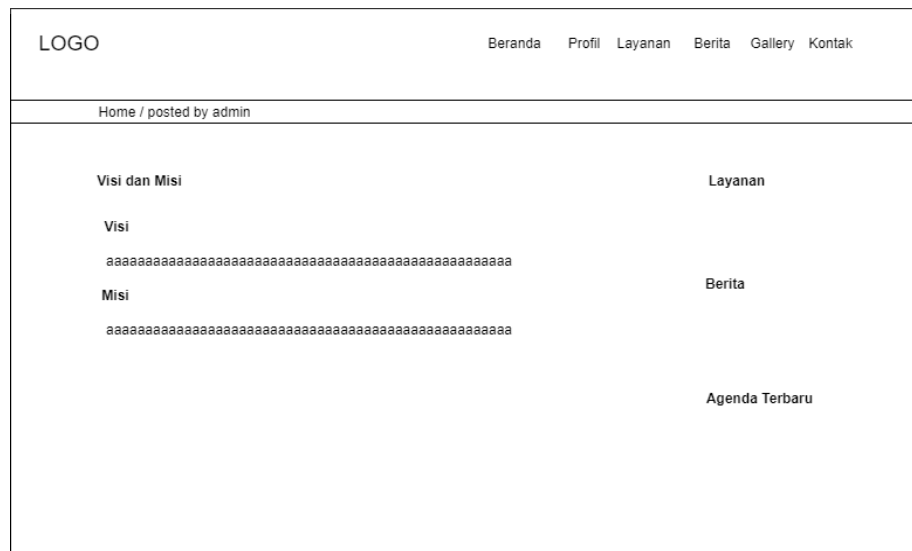 LOGO
Beranda Profil Layanan Berita Gallery Kontak
Home / posted by admin
Visi dan Misi
Visi
aaaaaaaaaaaaaaaaaaaaaaaaaaaaaaaaaaaaaaaaaaaaaaaaaaaa
Misi
aaaaaaaaaaaaaaaaaaaaaaaaaaaaaaaaaaaaaaaaaaaaaaaaaaaa
Layanan
Berita
Agenda Terbaru